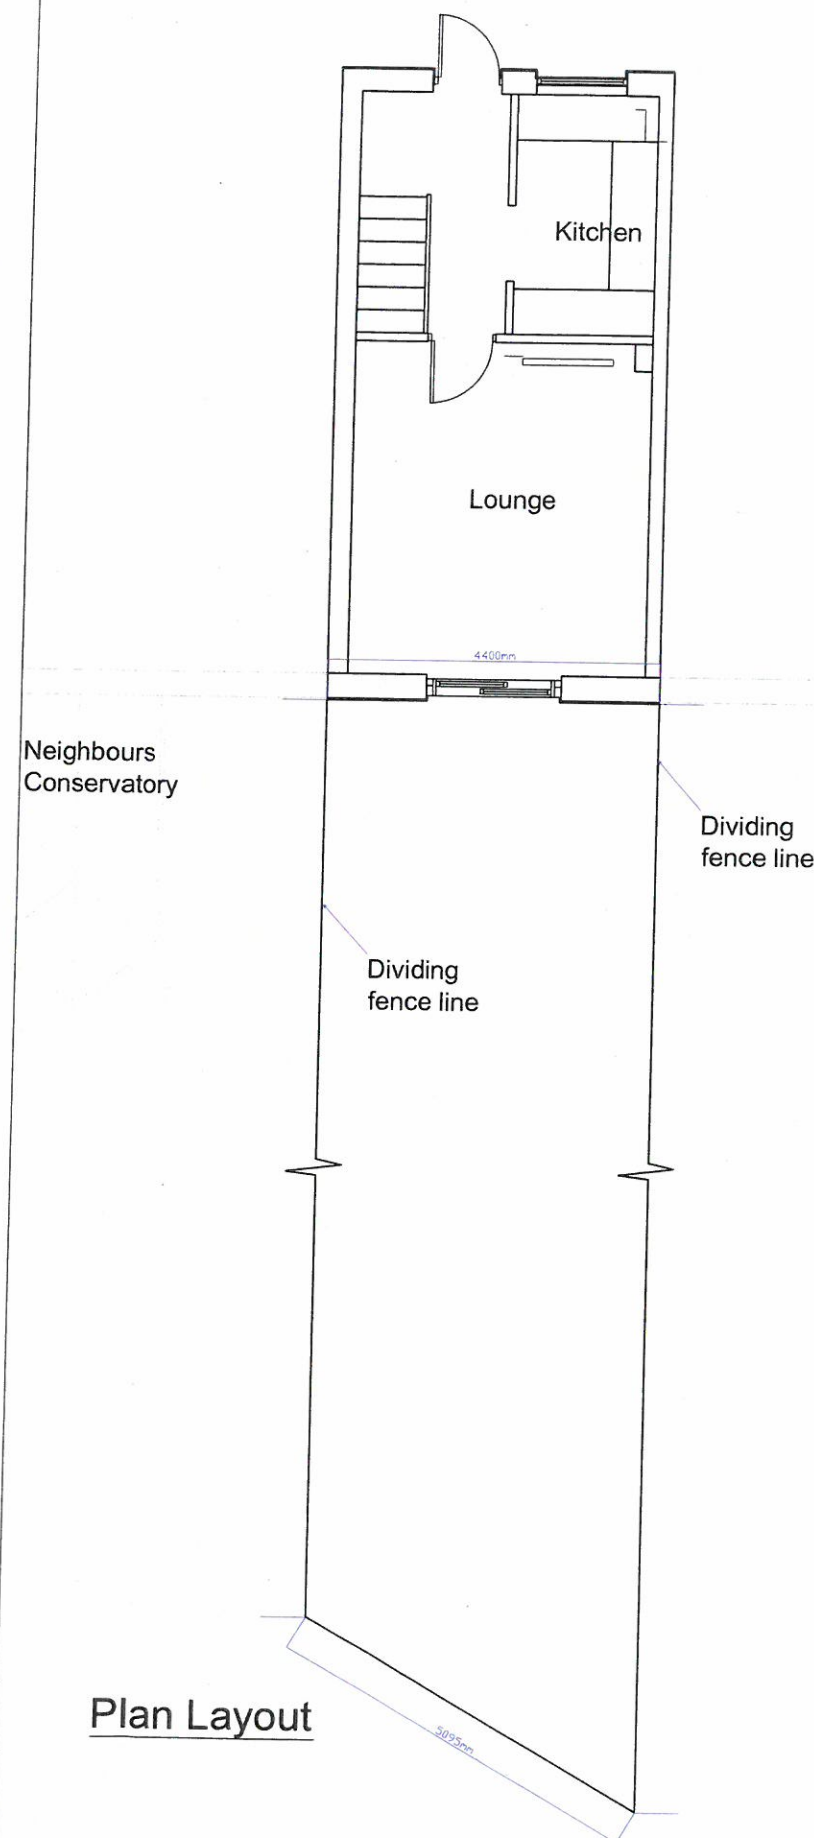 Kitchen
Lounge
4400mm
Neighbours
Conservatory
Dividing
fence line
Dividing
fence line
Plan Layout
5095mm